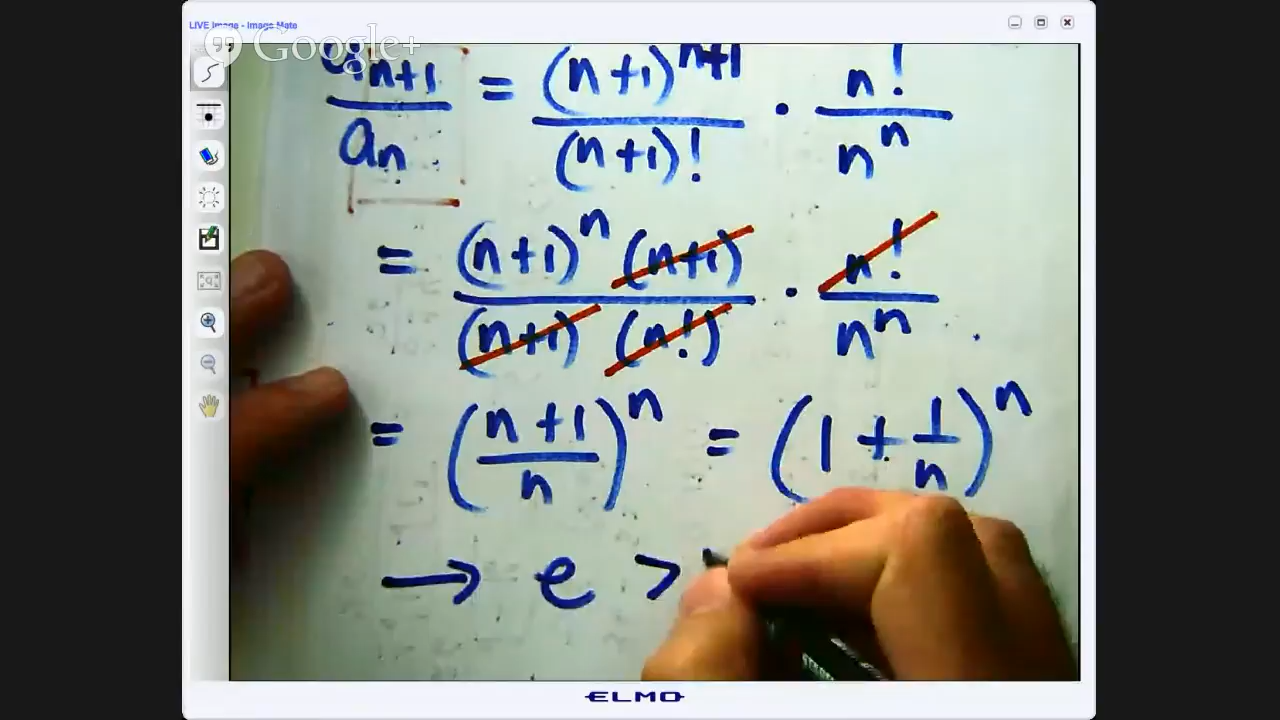 LIVE Image - Image Mate
Google+
a_{n+1}/a_n = (n+1)^{n+1}/(n+1)! · n!/n^n
= (n+1)^n (n+1)/(n+1) (n!) · n!/n^n
= ((n+1)/n)^n = (1 + 1/n)^n
→ e >
ELMO